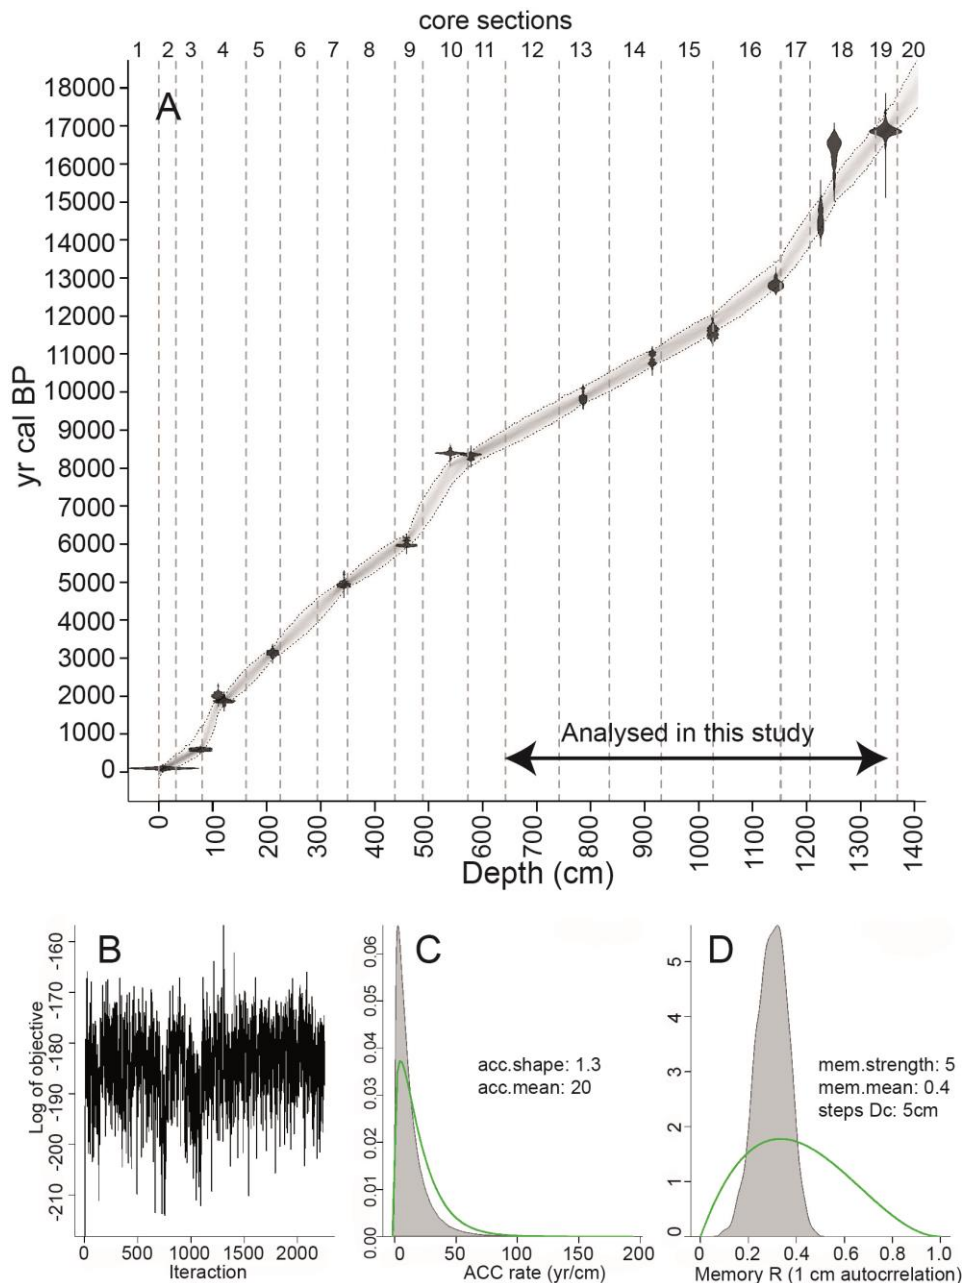 core sections
1 2 3 4 5 6 7 8 9 10 11 12 13 14 15 16 17 18 19 20
A
18000
17000
16000
15000
14000
13000
12000
11000
10000
9000
8000
7000
6000
5000
4000
3000
2000
1000
0
yr cal BP
Analysed in this study
0 100 200 300 400 500 600 700 800 900 1000 1100 1200 1300 1400
Depth (cm)
B
-160
-170
-180
-190
-200
-210
Log of objective
0 500 1000 2000
Iteraction
C
0.06
0.05
0.04
0.03
0.02
0.01
0.00
acc.shape: 1.3
acc.mean: 20
0 50 100 150 200
ACC rate (yr/cm)
D
5
4
3
2
1
0
mem.strength: 5
mem.mean: 0.4
steps Dc: 5cm
0 0.2 0.4 0.6 0.8 1.0
Memory R (1 cm autocrrelation)